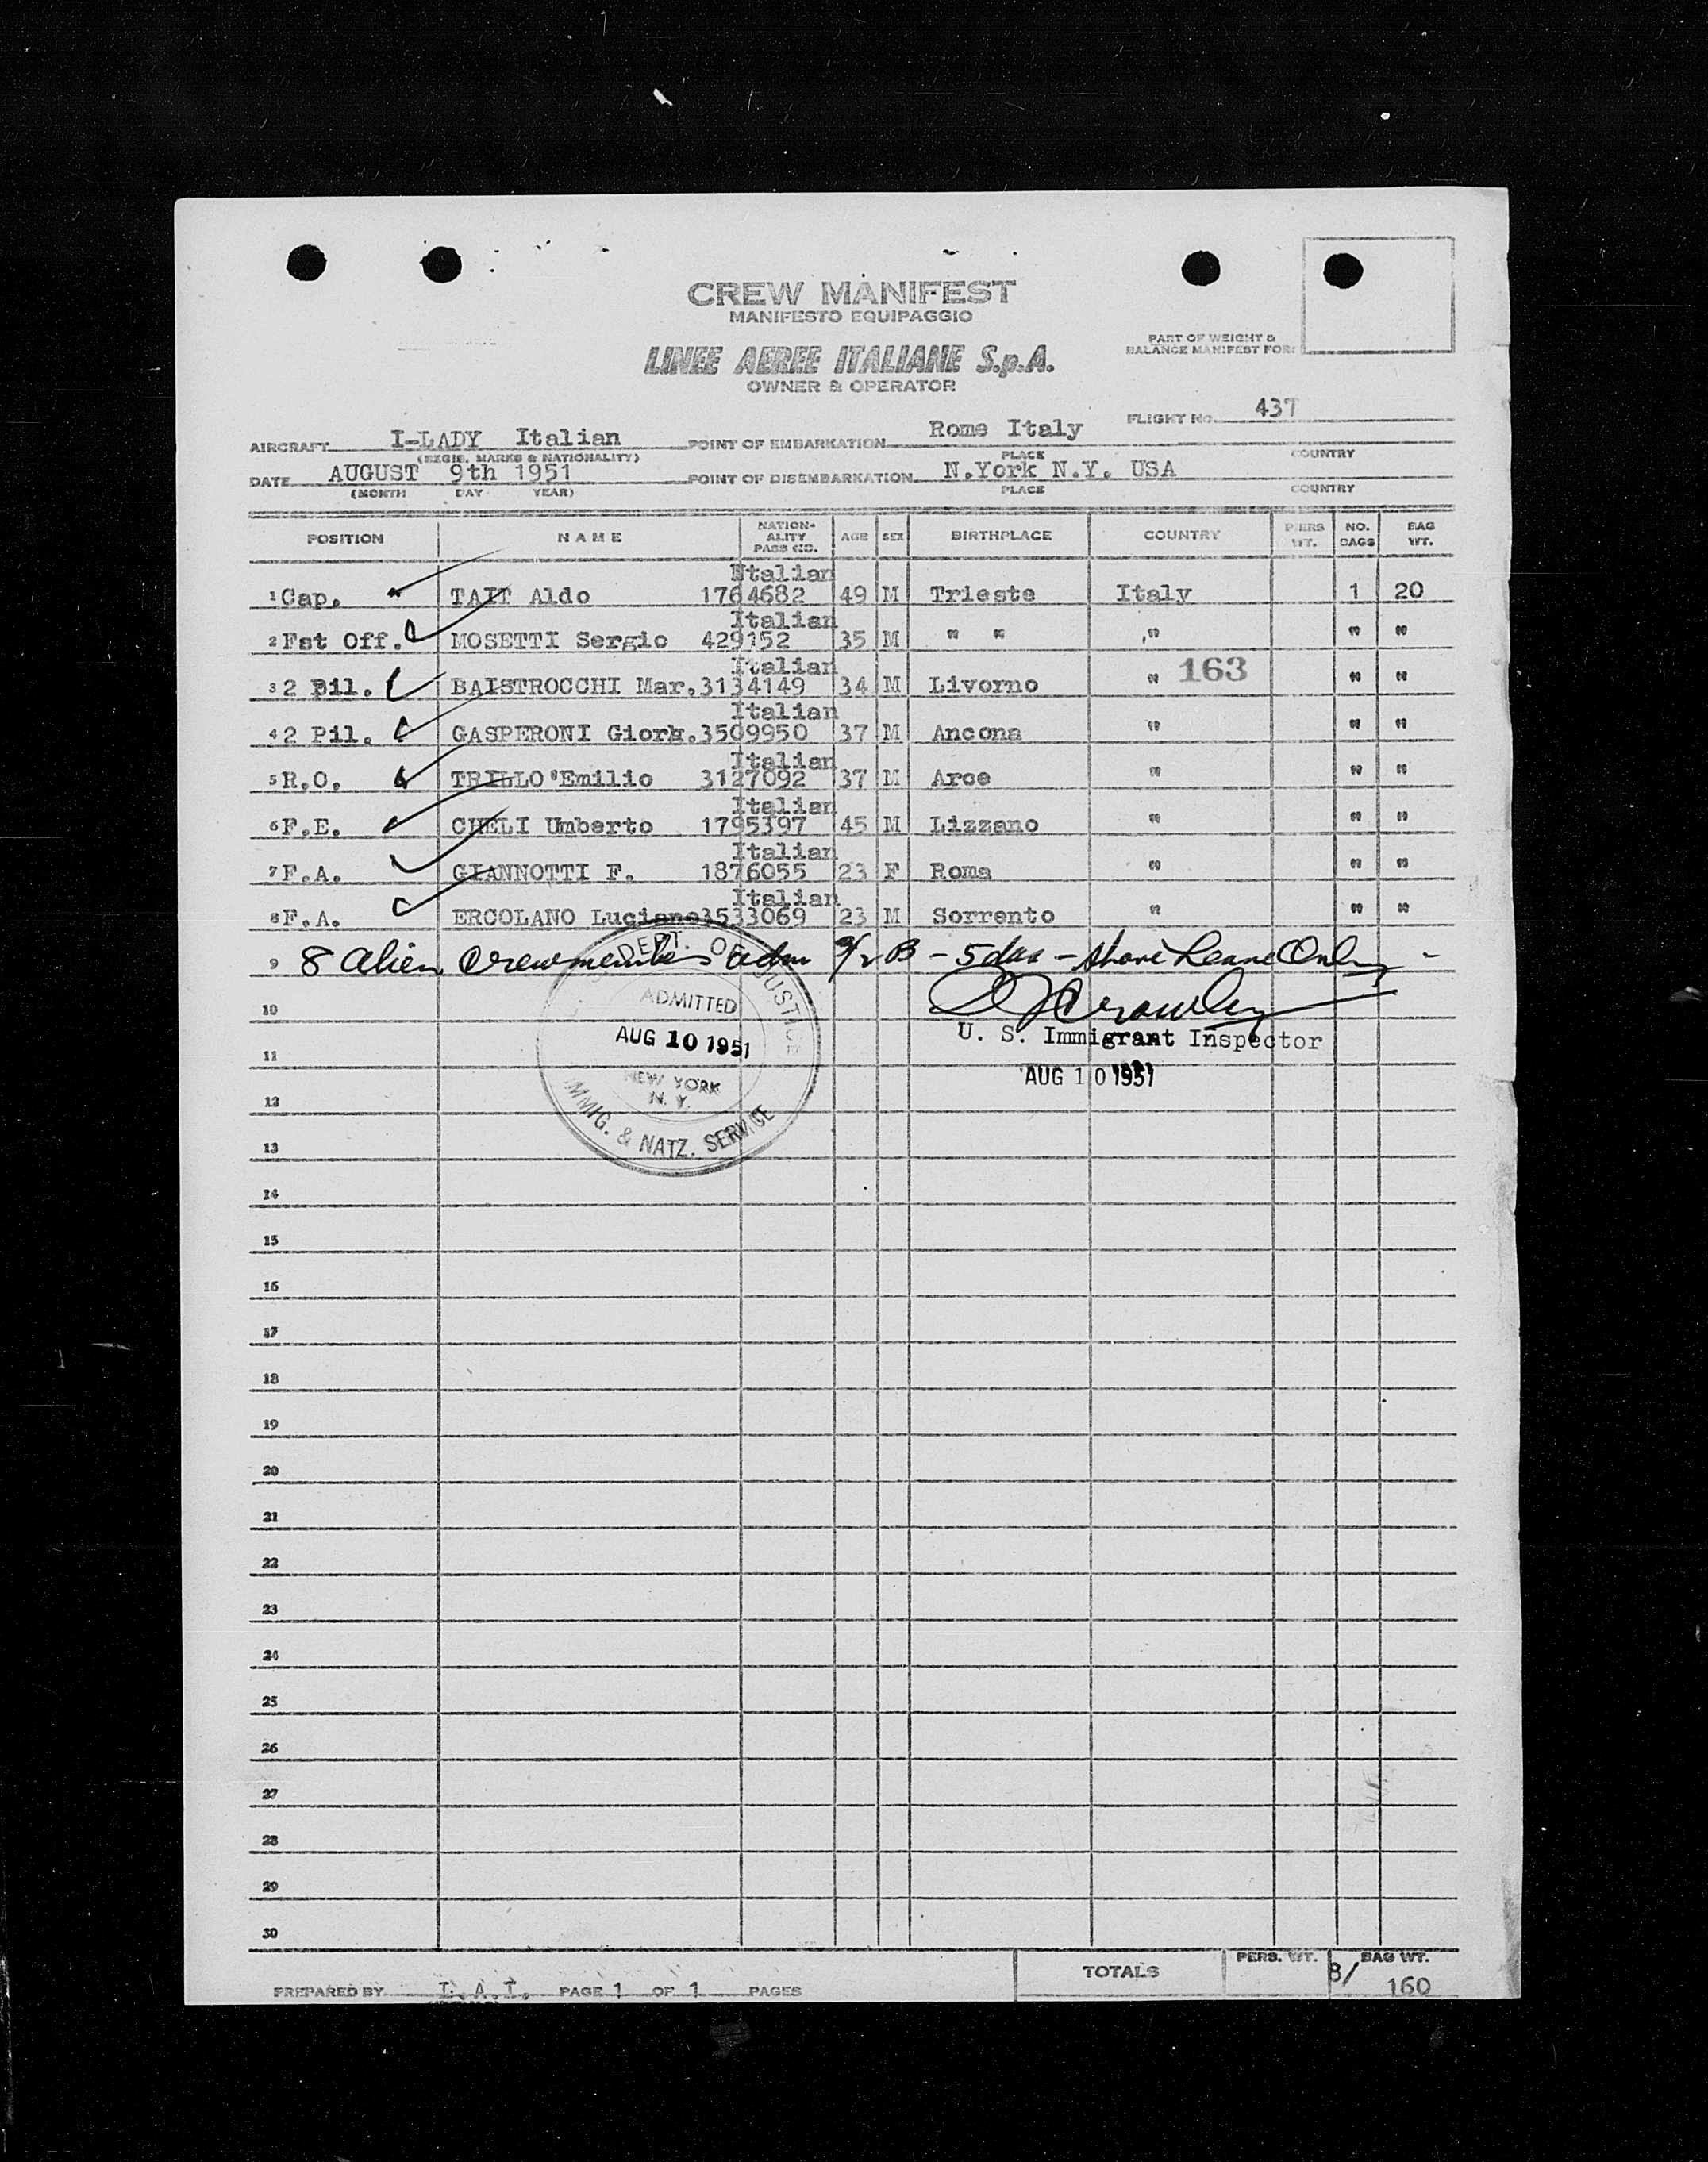 CREW MANIFEST
MANIFESTO EQUIPAGGIO
PART OF WEIGHT &
BALANCE MANIFEST FOR:
LINEE AEREE ITALIANE S.p.A.
OWNER & OPERATOR
FLIGHT No. 437
AIRCRAFT I-LADY Italian POINT OF EMBARKATION Rome Italy
(REGIS. MARKS & NATIONALITY) PLACE COUNTRY
DATE AUGUST 9th 1951 POINT OF DISEMBARKATION N.York N.Y. USA
(MONTH DAY YEAR) PLACE COUNTRY
POSITION NAME NATION-ALITY PASS NO. AGE SEX BIRTHPLACE COUNTRY PERS WT. NO. BAGS BAG WT.
Italian
1 Cap. TAIT Aldo 1764682 49 M Trieste Italy 1 20
Italian
2 Fst Off. MOSETTI Sergio 429152 35 M " " " " "
Italian
3 2 Pil. BAISTROCCHI Mar. 3134149 34 M Livorno " 163 " "
Italian
4 2 Pil. GASPERONI Giorg. 3509950 37 M Ancona " " "
Italian
5 R.O. TRILLO'Emilio 3127092 37 M Arce " " "
Italian
6 F.E. CHELI Umberto 1795397 45 M Lizzano " " "
Italian
7 F.A. GIANNOTTI F. 1876055 23 F Roma " " "
Italian
8 F.A. ERCOLANO Luciano 3533069 23 M Sorrento " " "
9 8 alien crewmembers adm B - 5 das - Shore Leave Only -
DEPT. OF JUSTICE
ADMITTED
AUG 10 1951
NEW YORK
N. Y.
IMMIG. & NATZ. SERVICE
Crowley
U. S. Immigrant Inspector
AUG 10 1951
10
11
12
13
14
15
16
17
18
19
20
21
22
23
24
25
26
27
28
29
30
TOTALS PERS. WT. 8/ BAG WT. 160
PREPARED BY L.A.I. PAGE 1 OF 1 PAGES